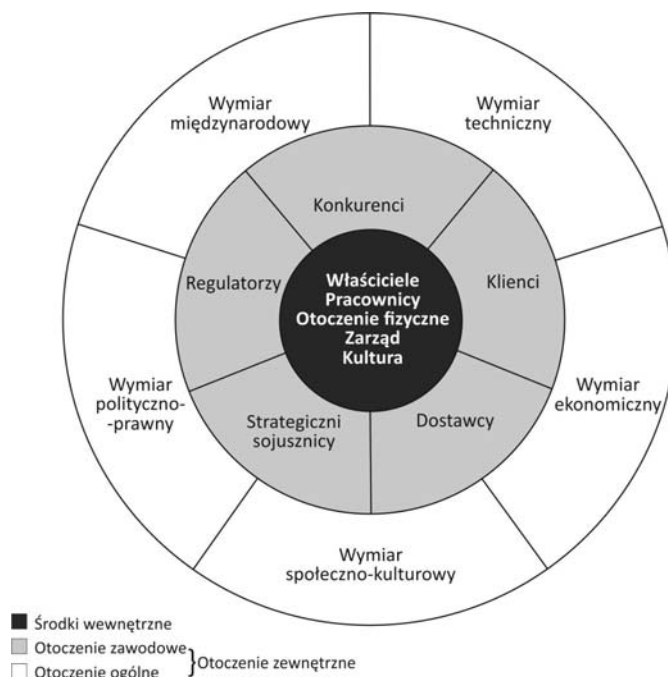 Wymiar
międzynarodowy
Wymiar
techniczny
Konkurenci
Regulatorzy
Klienci
Właściciele
Pracownicy
Otoczenie fizyczne
Zarząd
Kultura
Wymiar
polityczno-
-prawny
Wymiar
ekonomiczny
Strategiczni
sojusznicy
Dostawcy
Wymiar
społeczno-kulturowy
Środki wewnętrzne
Otoczenie zawodowe
Otoczenie ogólne
Otoczenie zewnętrzne